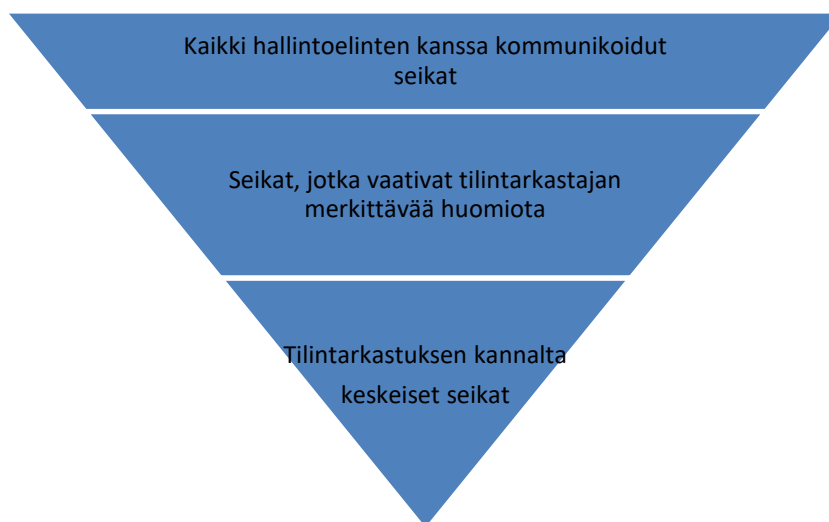 Kaikki hallintoelinten kanssa kommunikoidut
seikat
Seikat, jotka vaativat tilintarkastajan
merkittävää huomiota
Tilintarkastuksen kannalta
keskeiset seikat